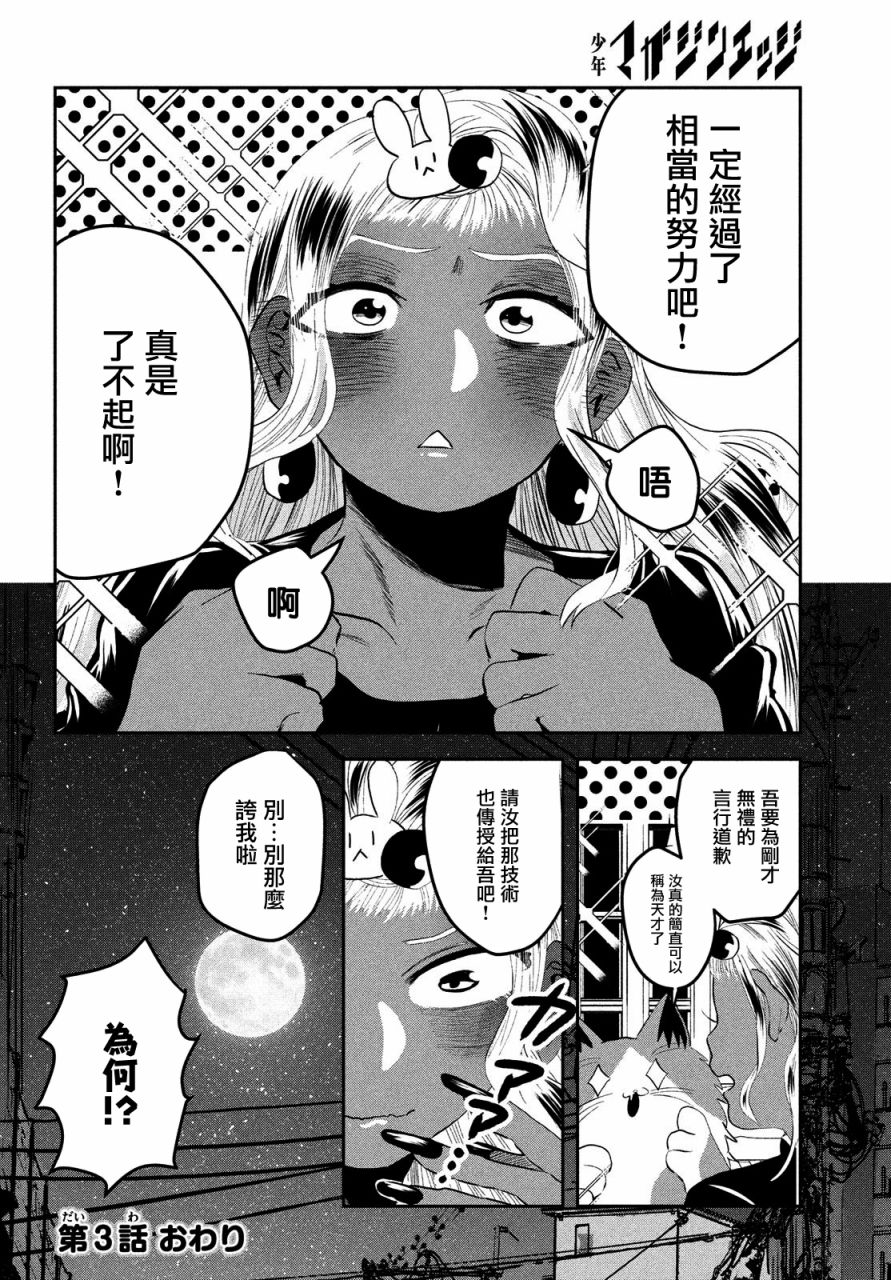 少年マガジンエッジ
一定經過了
相當的努力吧！
唔
真是
了不起啊！
啊
吾要為剛才
無禮的
言行道歉
汝真的簡直可以
稱為天才了
請汝把那技術
也傳授給吾吧！
カァァァ…
別…別那麼
誇我啦
為何!?
だい　わ
第3話 おわり